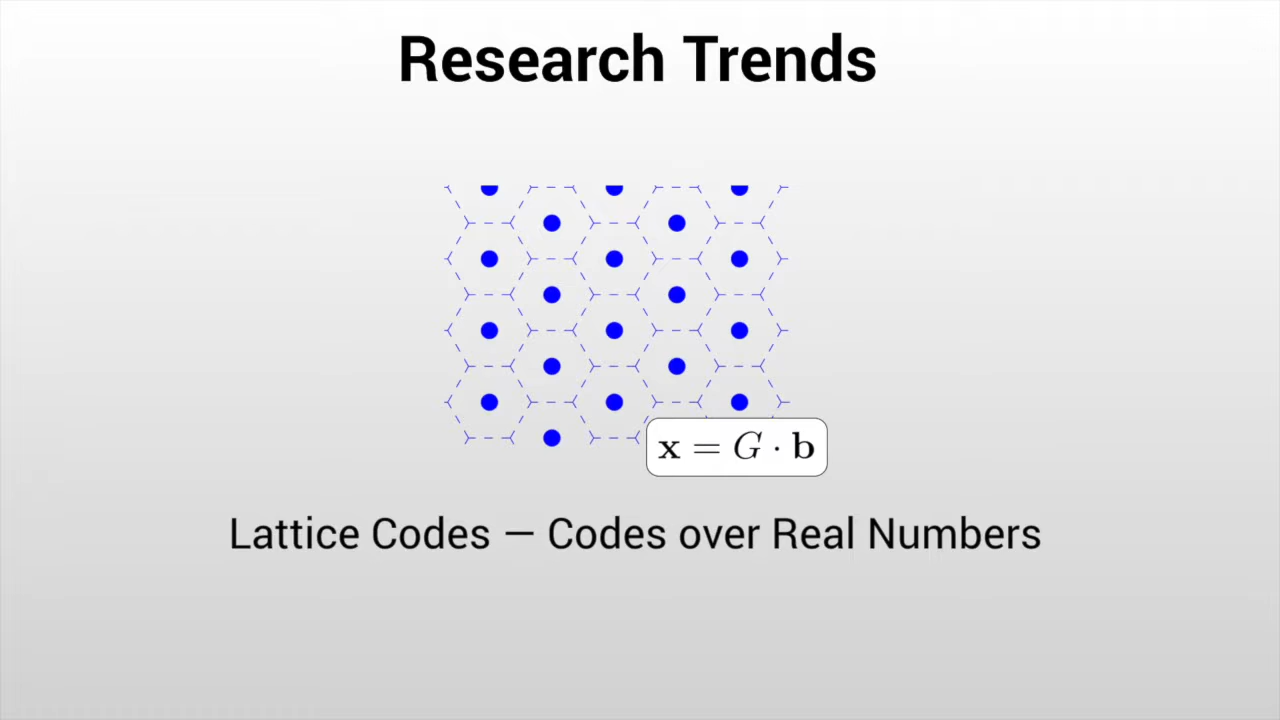 Research Trends
𝐱 = G · 𝐛
Lattice Codes — Codes over Real Numbers